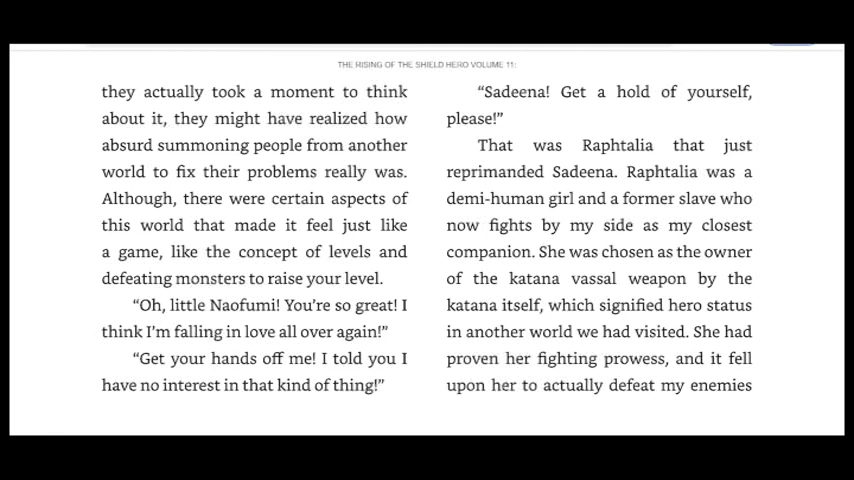 THE RISING OF THE SHIELD HERO VOLUME 11:
they actually took a moment to think
about it, they might have realized how
absurd summoning people from another
world to fix their problems really was.
Although, there were certain aspects of
this world that made it feel just like
a game, like the concept of levels and
defeating monsters to raise your level.
“Oh, little Naofumi! You’re so great! I
think I’m falling in love all over again!”
“Get your hands off me! I told you I
have no interest in that kind of thing!”
“Sadeena! Get a hold of yourself,
please!”
That was Raphtalia that just
reprimanded Sadeena. Raphtalia was a
demi-human girl and a former slave who
now fights by my side as my closest
companion. She was chosen as the owner
of the katana vassal weapon by the
katana itself, which signified hero status
in another world we had visited. She had
proven her fighting prowess, and it fell
upon her to actually defeat my enemies